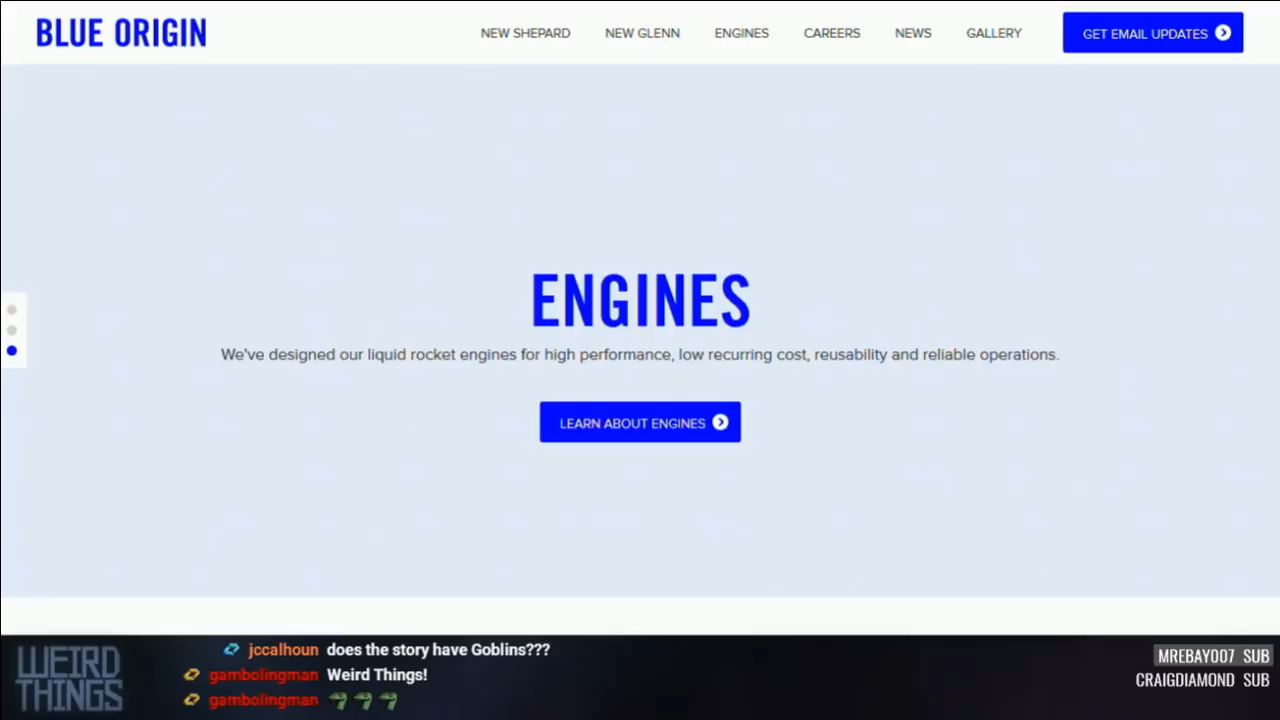 BLUE ORIGIN
NEW SHEPARD NEW GLENN ENGINES CAREERS NEWS GALLERY GET EMAIL UPDATES
ENGINES
We've designed our liquid rocket engines for high performance, low recurring cost, reusability and reliable operations.
LEARN ABOUT ENGINES
WEIRD THINGS
jccalhoun does the story have Goblins???
gambolingman Weird Things!
gambolingman
MREBAY007 SUB
CRAIGDIAMOND SUB